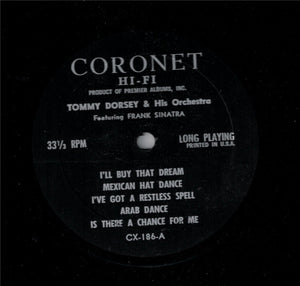 CORONET
HI-FI
PRODUCT OF PREMIER ALBUMS, INC.
TOMMY DORSEY & His Orchestra
Featuring FRANK SINATRA
33⅓ RPM
LONG PLAYING
PRINTED IN U.S.A.
I'LL BUY THAT DREAM
MEXICAN HAT DANCE
I'VE GOT A RESTLESS SPELL
ARAB DANCE
IS THERE A CHANCE FOR ME
CX-186-A